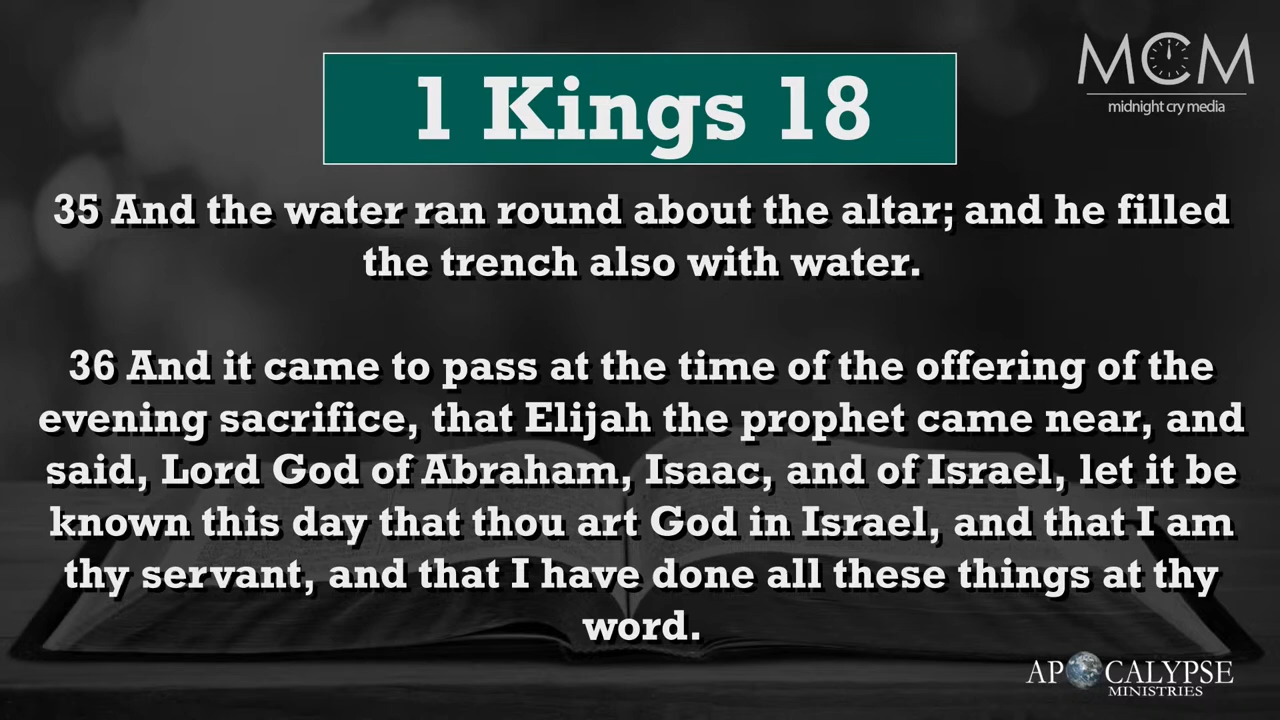 MCM
midnight cry media
1 Kings 18
35 And the water ran round about the altar; and he filled
the trench also with water.
36 And it came to pass at the time of the offering of the
evening sacrifice, that Elijah the prophet came near, and
said, Lord God of Abraham, Isaac, and of Israel, let it be
known this day that thou art God in Israel, and that I am
thy servant, and that I have done all these things at thy
word.
APOCALYPSE
MINISTRIES